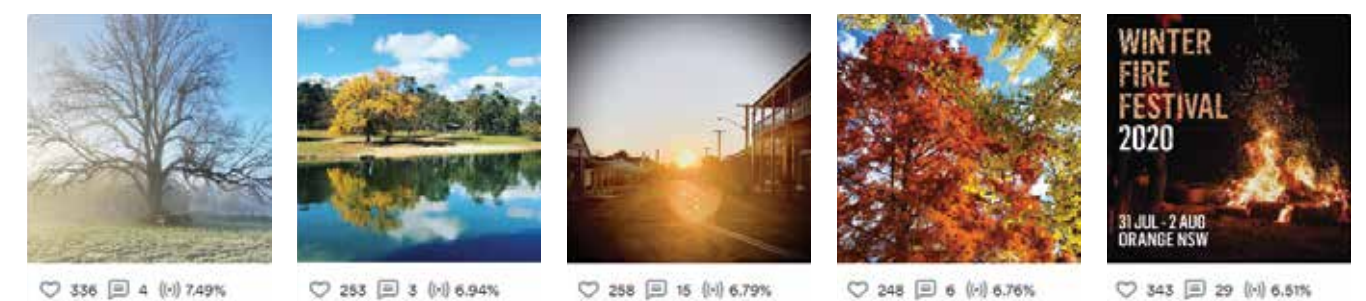 WINTER
FIRE
FESTIVAL
2020
31 JUL - 2 AUG
ORANGE NSW
336 4 7.49%
253 3 6.94%
258 15 6.79%
248 6 6.76%
343 29 6.51%